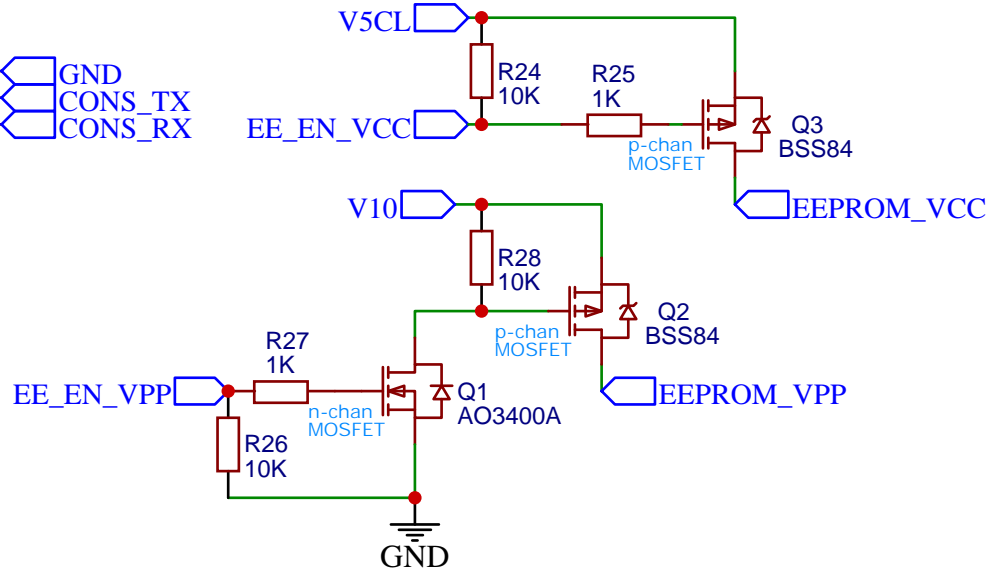 V5CL
GND
CONS_TX
CONS_RX
R24
10K
R25
1K
EE_EN_VCC
p-chan
MOSFET
Q3
BSS84
EEPROM_VCC
V10
R28
10K
p-chan
MOSFET
Q2
BSS84
R27
1K
EE_EN_VPP
n-chan
MOSFET
Q1
AO3400A
EEPROM_VPP
R26
10K
GND